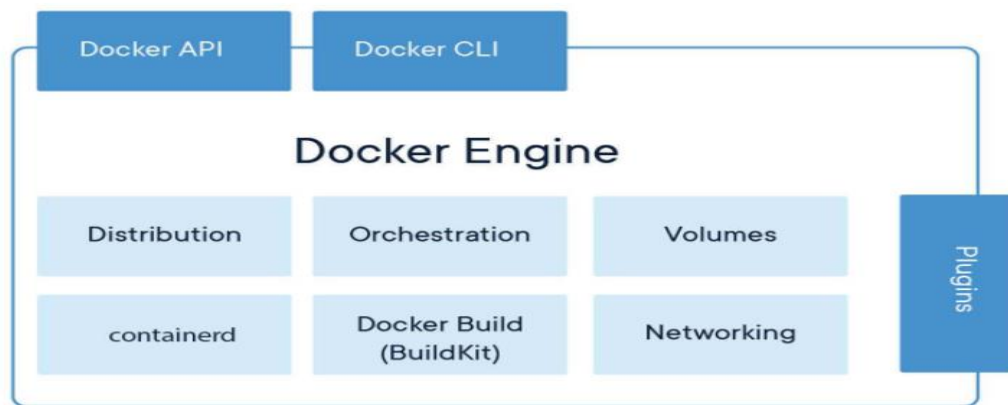 Docker API
Docker CLI
Docker Engine
Distribution
Orchestration
Volumes
containerd
Docker Build
(BuildKit)
Networking
Plugins